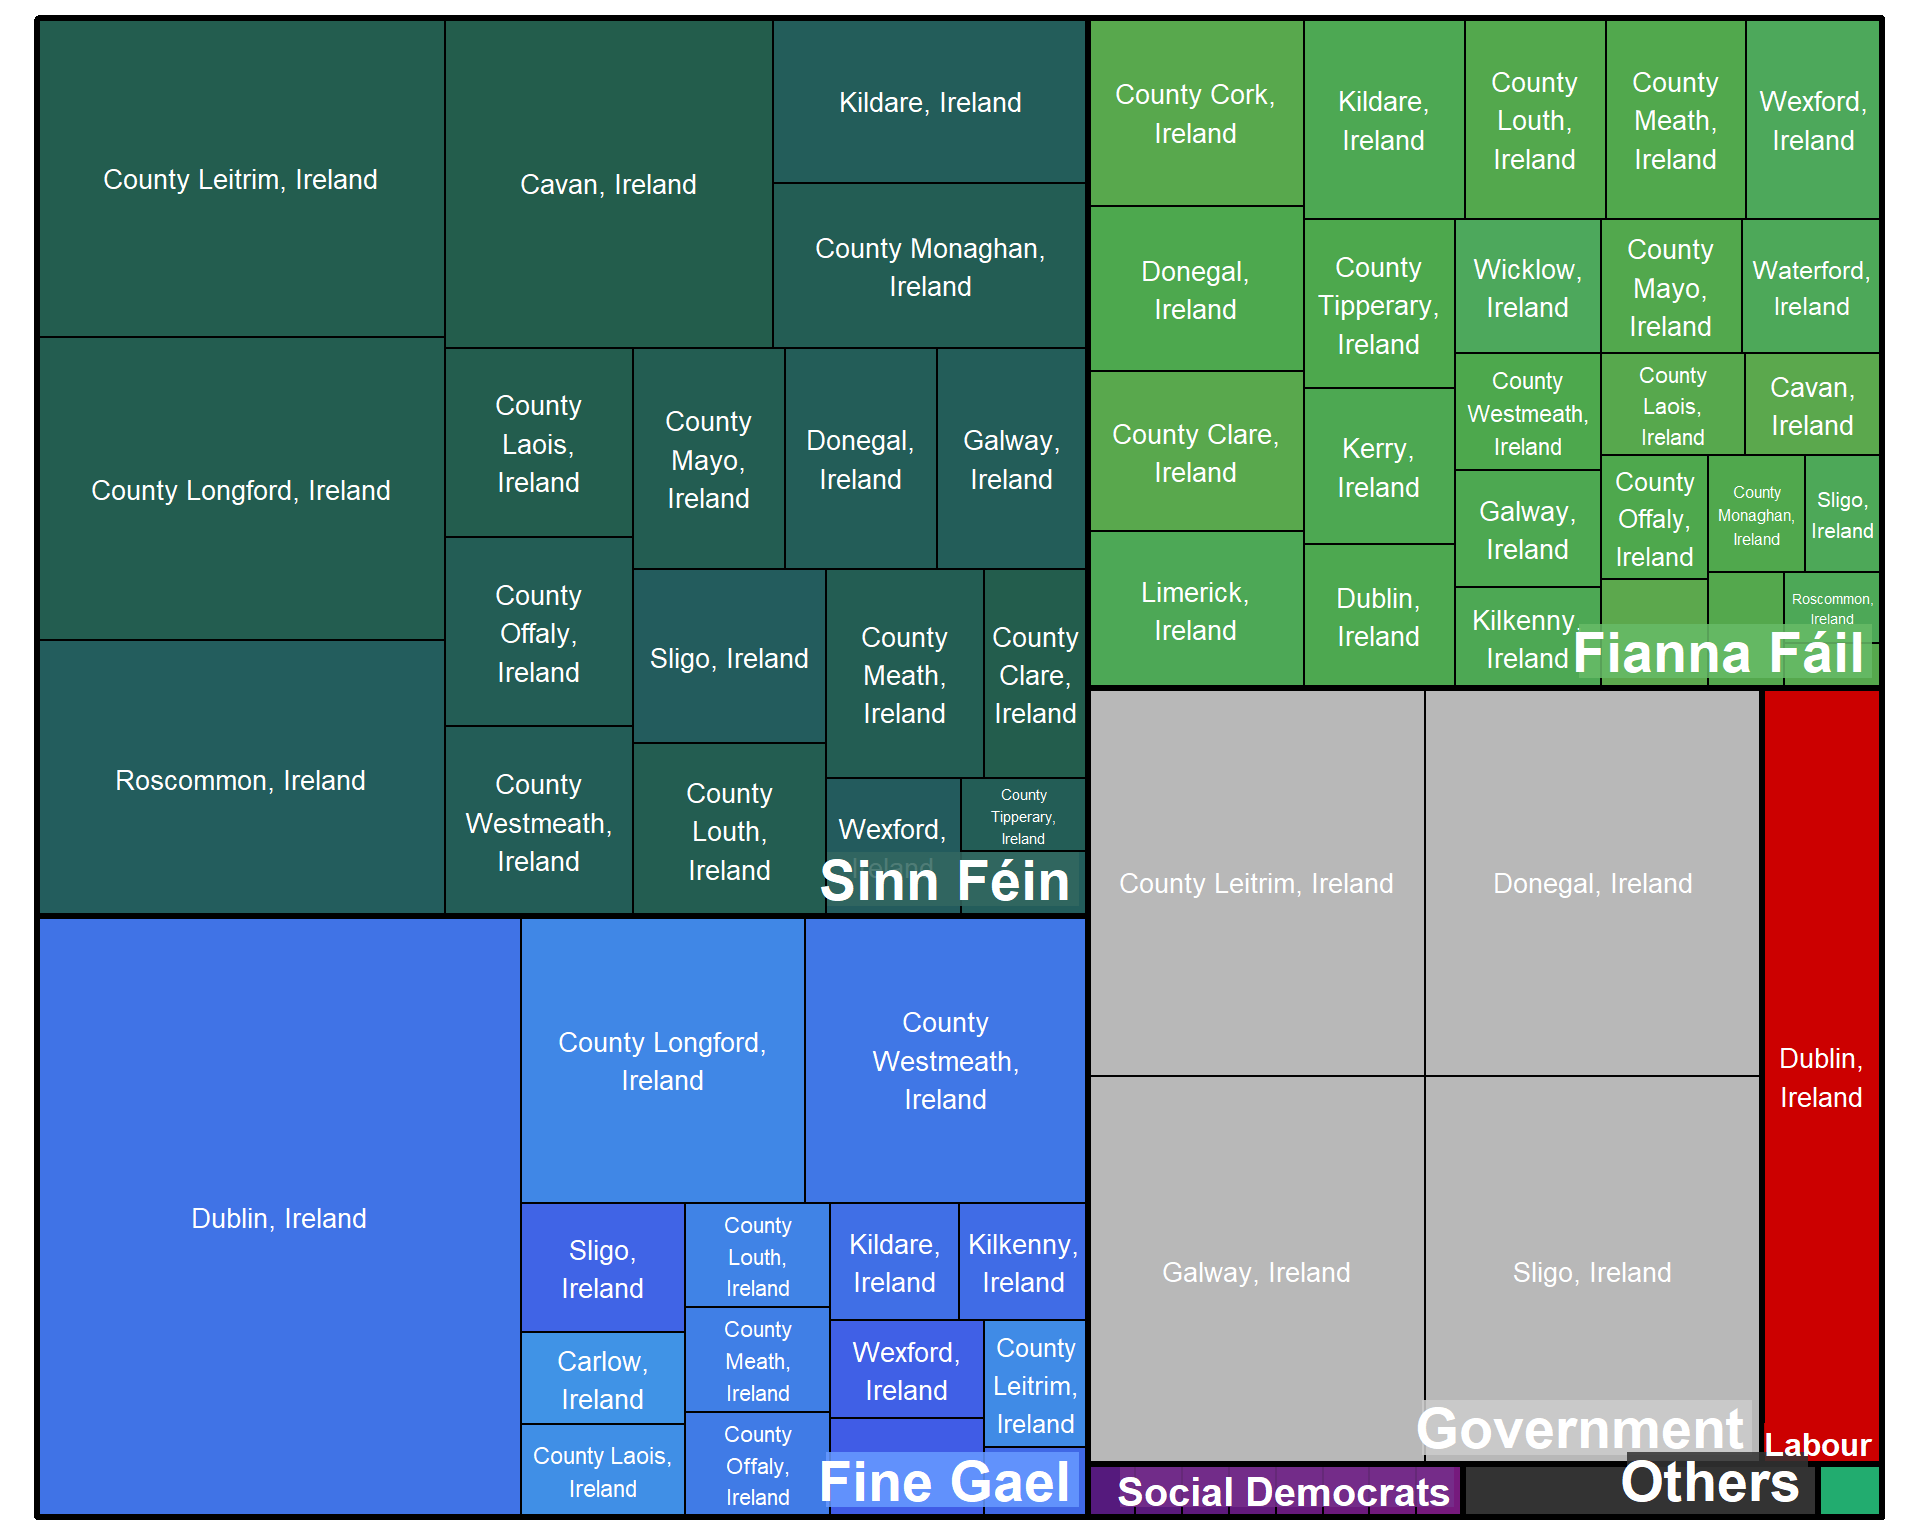 County Leitrim, Ireland
County Longford, Ireland
Roscommon, Ireland
Cavan, Ireland
Kildare, Ireland
County Monaghan,
Ireland
County
Laois,
Ireland
County
Mayo,
Ireland
Donegal,
Ireland
Galway,
Ireland
County
Offaly,
Ireland
Sligo, Ireland
County
Meath,
Ireland
County
Clare,
Ireland
County
Westmeath,
Ireland
County
Louth,
Ireland
Wexford,
Ireland
County
Tipperary,
Ireland
Sinn Féin
County Cork,
Ireland
Kildare,
Ireland
County
Louth,
Ireland
County
Meath,
Ireland
Wexford,
Ireland
Donegal,
Ireland
County
Tipperary,
Ireland
Wicklow,
Ireland
County
Mayo,
Ireland
Waterford,
Ireland
County Clare,
Ireland
Kerry,
Ireland
County
Westmeath,
Ireland
County
Laois,
Ireland
Cavan,
Ireland
Galway,
Ireland
County
Offaly,
Ireland
County
Monaghan,
Ireland
Sligo,
Ireland
Limerick,
Ireland
Dublin,
Ireland
Kilkenny,
Ireland
Roscommon,
Ireland
Fianna Fáil
Dublin, Ireland
County Longford,
Ireland
County
Westmeath,
Ireland
Sligo,
Ireland
County
Louth,
Ireland
Kildare,
Ireland
Kilkenny,
Ireland
Carlow,
Ireland
County
Meath,
Ireland
Wexford,
Ireland
County
Leitrim,
Ireland
County Laois,
Ireland
County
Offaly,
Ireland
Fine Gael
County Leitrim, Ireland
Donegal, Ireland
Galway, Ireland
Sligo, Ireland
Government
Dublin,
Ireland
Labour
Social Democrats
Others